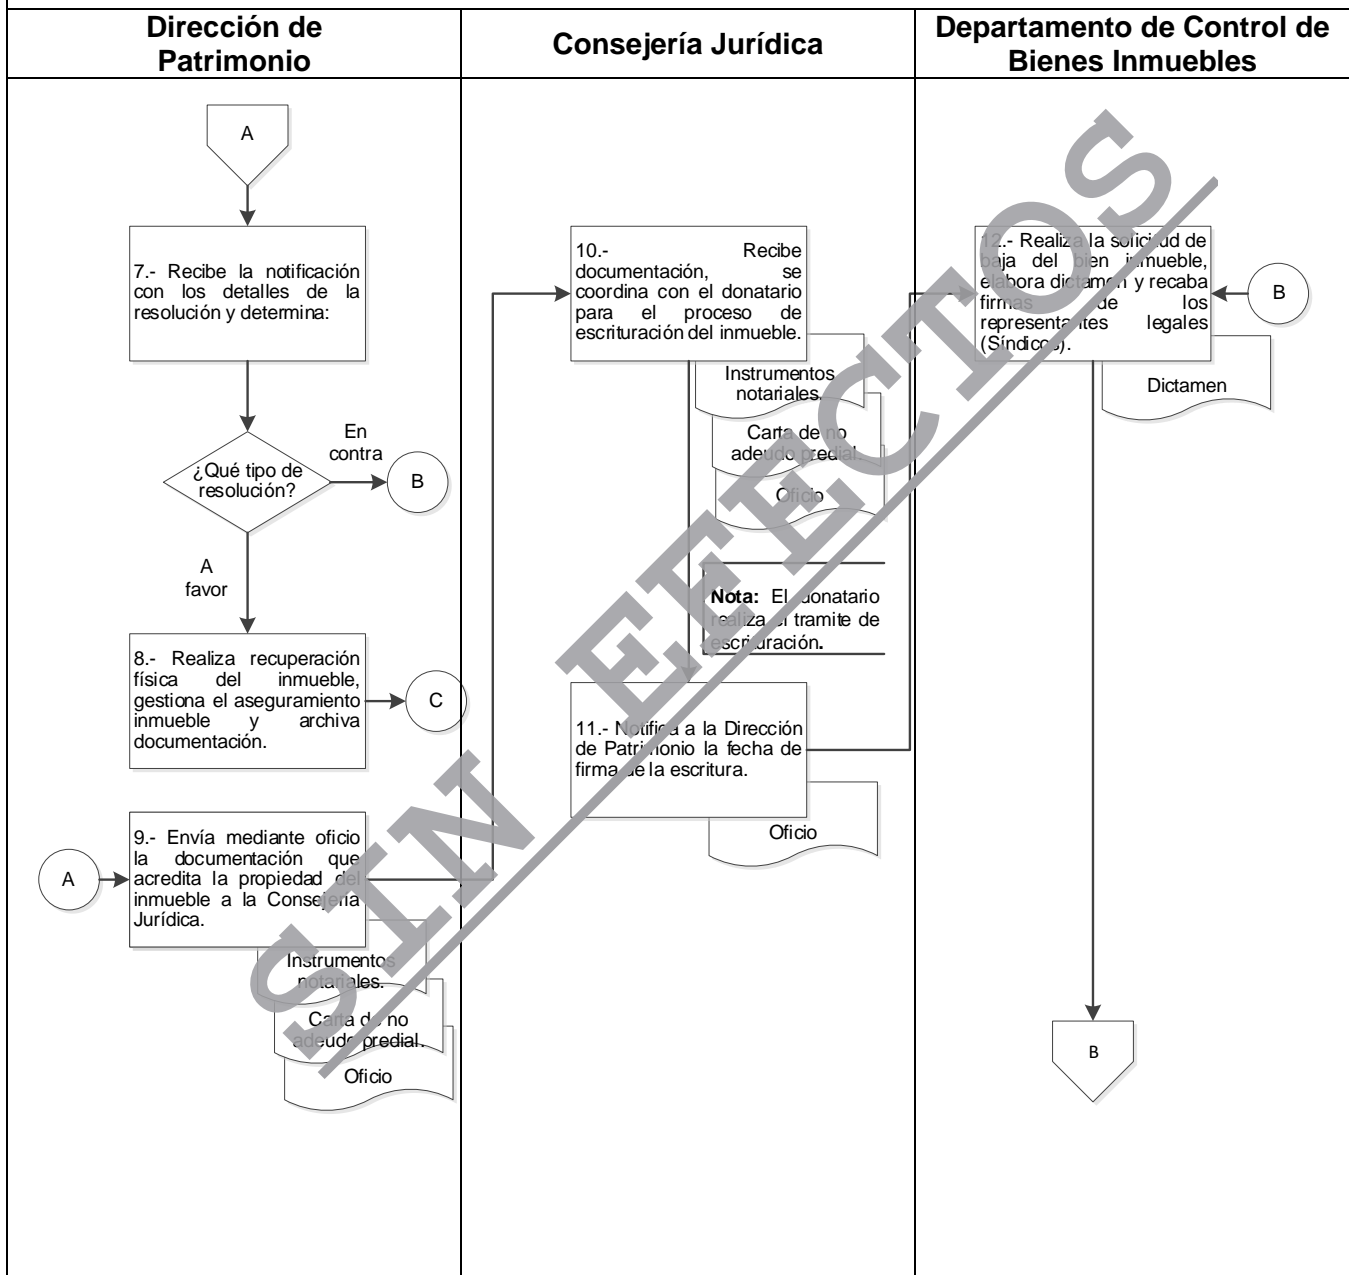 Dirección de
Patrimonio
Consejería Jurídica
Departamento de Control de
Bienes Inmuebles
A
7.- Recibe la notificación
con los detalles de la
resolución y determina:
¿Qué tipo de
resolución?
En
contra
B
A
favor
8.- Realiza recuperación
física del inmueble,
gestiona el aseguramiento
inmueble y archiva
documentación.
C
A
9.- Envía mediante oficio
la documentación que
acredita la propiedad del
inmueble a la Consejería
Jurídica.
Instrumentos
notariales.
Carta de no
adeudo predial.
Oficio
10.- Recibe
documentación, se
coordina con el donatario
para el proceso de
escrituración del inmueble.
Instrumentos
notariales.
Carta de no
adeudo predial.
Oficio
Nota: El donatario
realiza el tramite de
escrituración.
11.- Notifica a la Dirección
de Patrimonio la fecha de
firma de la escritura.
Oficio
12.- Realiza la solicitud de
baja del bien inmueble,
elabora dictamen y recaba
firmas de los
representantes legales
(Síndicos).
B
Dictamen
B
SIN EFECTOS